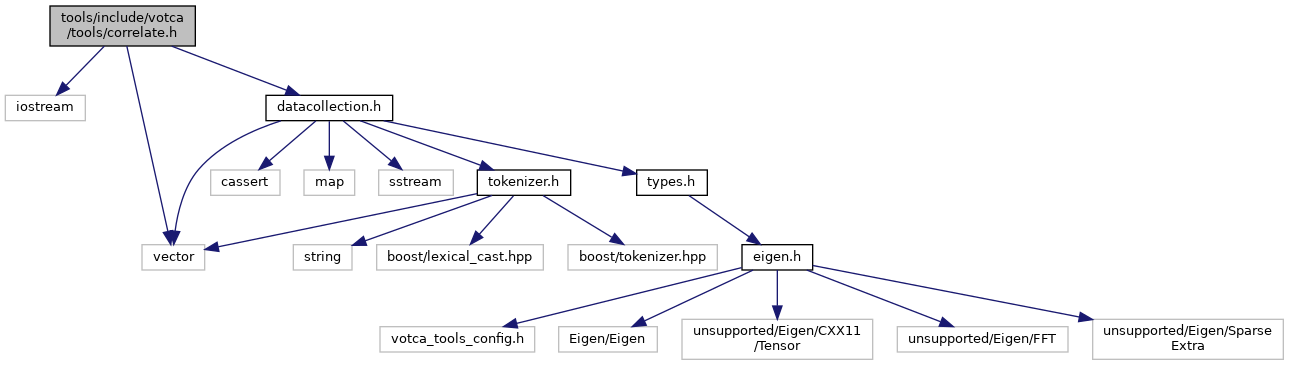 tools/include/votca
/tools/correlate.h
iostream
datacollection.h
cassert
map
sstream
tokenizer.h
types.h
vector
string
boost/lexical_cast.hpp
boost/tokenizer.hpp
eigen.h
votca_tools_config.h
Eigen/Eigen
unsupported/Eigen/CXX11
/Tensor
unsupported/Eigen/FFT
unsupported/Eigen/Sparse
Extra